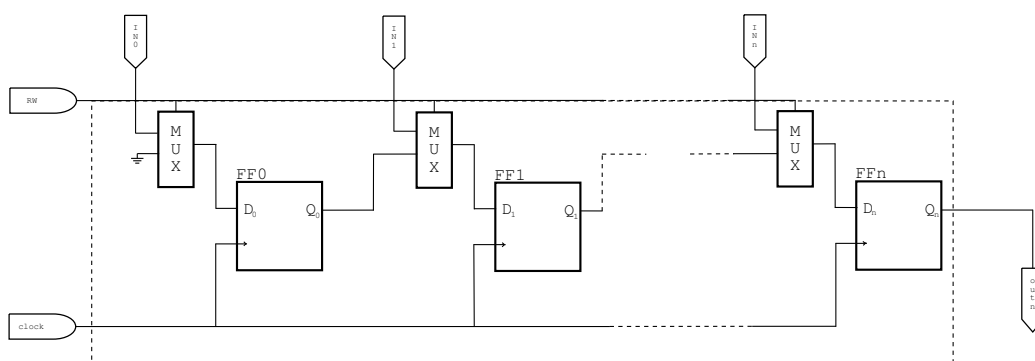 IN0
IN1
INn
RW
MUX
MUX
MUX
FF0
FF1
FFn
D0
Q0
D1
Q1
Dn
Qn
clock
outn